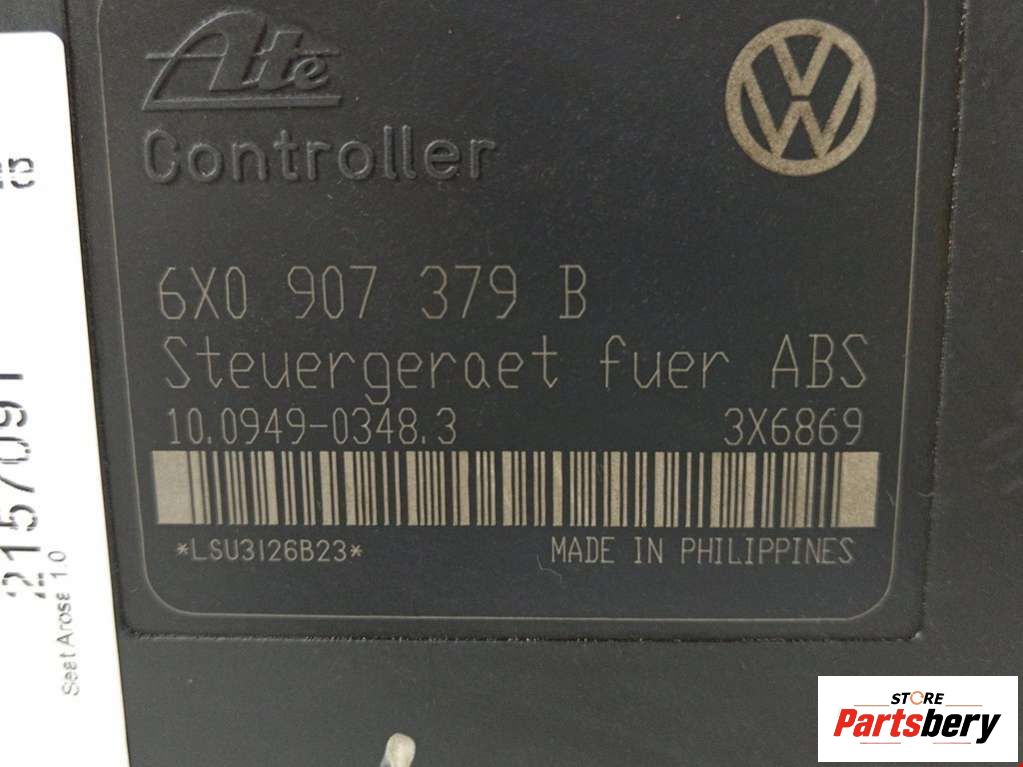 Ate
Controller
6X0 907 379 B
Steuergeraet fuer ABS
10.0949-0348.3 3X6869
*LSU3126B23*
MADE IN PHILIPPINES
Seat Arosa 1.0
STORE
Partsbery